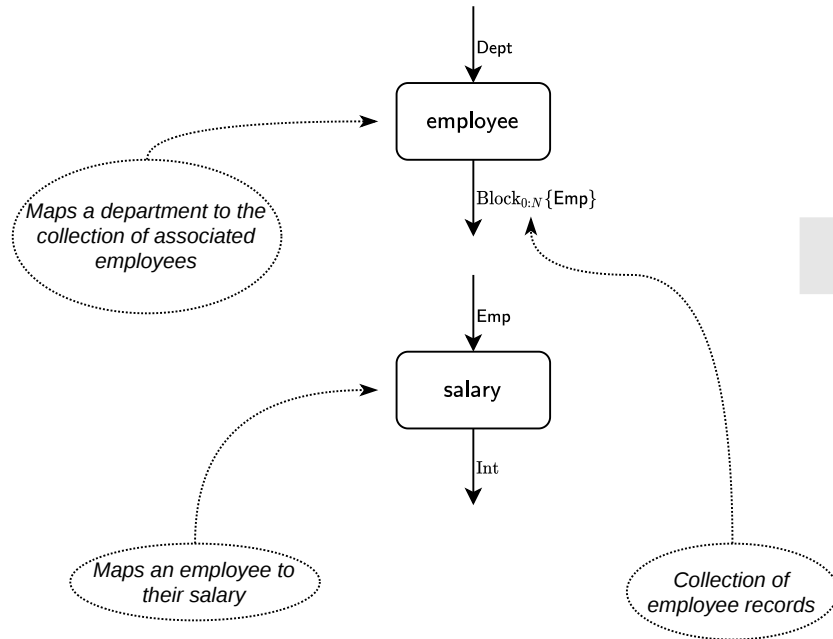 Dept
employee
Block₀:N{Emp}
Maps a department to the
collection of associated
employees
Emp
salary
Int
Maps an employee to
their salary
Collection of
employee records